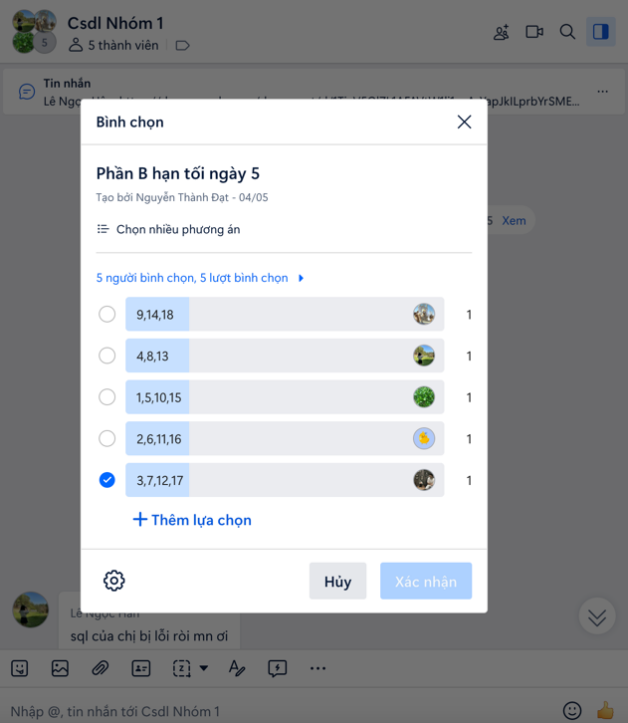 Csdl Nhóm 1
5 5 thành viên
Tin nhắn
Bình chọn
Phần B hạn tối ngày 5
Tạo bởi Nguyễn Thành Đạt - 04/05
5 Xem
Chọn nhiều phương án
5 người bình chọn, 5 lượt bình chọn
9,14,18 1
4,8,13 1
1,5,10,15 1
2,6,11,16 1
3,7,12,17 1
+ Thêm lựa chọn
Hủy Xác nhận
Lê Ngọc Hân
sql của chị bị lỗi ròi mn ơi
Nhập @, tin nhắn tới Csdl Nhóm 1